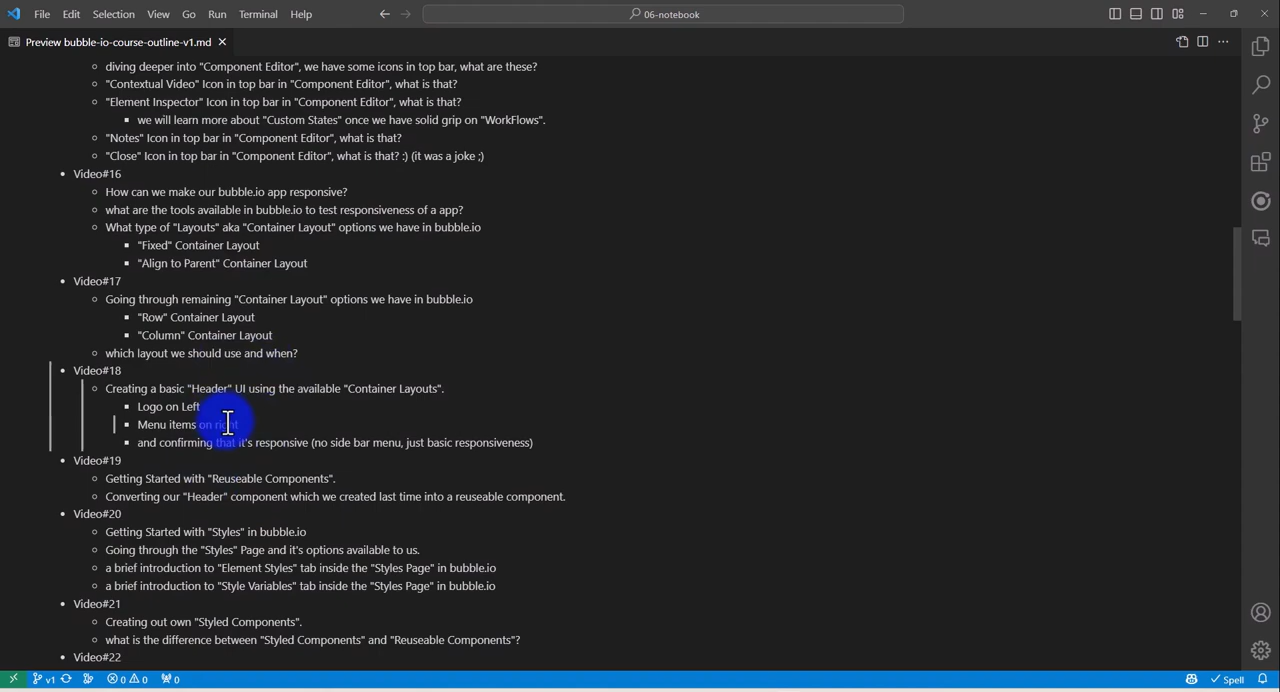 File Edit Selection View Go Run Terminal Help
06-notebook
Preview bubble-io-course-outline-v1.md
diving deeper into "Component Editor", we have some icons in top bar, what are these?
"Contextual Video" Icon in top bar in "Component Editor", what is that?
"Element Inspector" Icon in top bar in "Component Editor", what is that?
we will learn more about "Custom States" once we have solid grip on "WorkFlows".
"Notes" Icon in top bar in "Component Editor", what is that?
"Close" Icon in top bar in "Component Editor", what is that? :) (it was a joke ;)
Video#16
How can we make our bubble.io app responsive?
what are the tools available in bubble.io to test responsiveness of a app?
What type of "Layouts" aka "Container Layout" options we have in bubble.io
"Fixed" Container Layout
"Align to Parent" Container Layout
Video#17
Going through remaining "Container Layout" options we have in bubble.io
"Row" Container Layout
"Column" Container Layout
which layout we should use and when?
Video#18
Creating a basic "Header" UI using the available "Container Layouts".
Logo on Left
Menu items on right
and confirming that it's responsive (no side bar menu, just basic responsiveness)
Video#19
Getting Started with "Reuseable Components".
Converting our "Header" component which we created last time into a reuseable component.
Video#20
Getting Started with "Styles" in bubble.io
Going through the "Styles" Page and it's options available to us.
a brief introduction to "Element Styles" tab inside the "Styles Page" in bubble.io
a brief introduction to "Style Variables" tab inside the "Styles Page" in bubble.io
Video#21
Creating out own "Styled Components".
what is the difference between "Styled Components" and "Reuseable Components"?
Video#22
v1 0 0 0 Spell